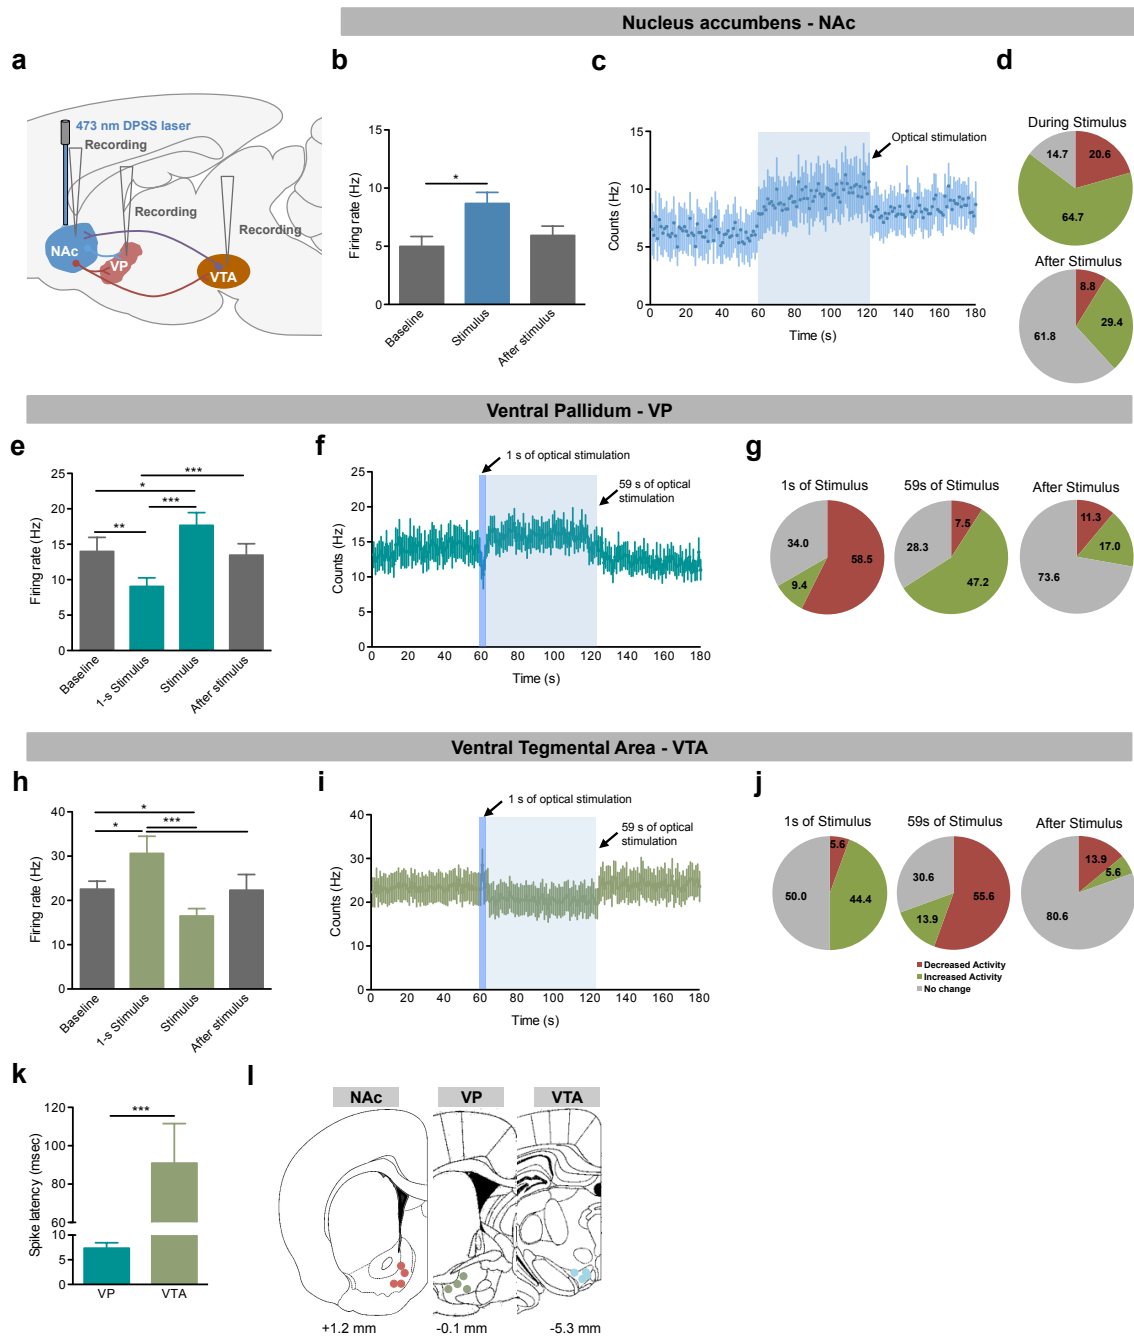 Nucleus accumbens - NAc
a
473 nm DPSS laser
Recording
Recording
Recording
NAc
VP
VTA
b
Firing rate (Hz)
15
10
5
0
*
Baseline
Stimulus
After stimulus
c
Counts (Hz)
15
10
5
0
Optical stimulation
0 20 40 60 80 100 120 140 160 180
Time (s)
d
During Stimulus
14.7
20.6
64.7
After Stimulus
8.8
29.4
61.8
Ventral Pallidum - VP
e
Firing rate (Hz)
25
20
15
10
5
0
***
*
***
**
Baseline
1-s Stimulus
Stimulus
After stimulus
f
1 s of optical stimulation
59 s of optical
stimulation
Counts (Hz)
25
20
15
10
5
0
0 20 40 60 80 100 120 140 160 180
Time (s)
g
1s of Stimulus
34.0
58.5
9.4
59s of Stimulus
7.5
28.3
47.2
After Stimulus
11.3
17.0
73.6
Ventral Tegmental Area - VTA
h
Firing rate (Hz)
40
30
20
10
0
*
*
***
Baseline
1-s Stimulus
Stimulus
After stimulus
i
1 s of optical stimulation
59 s of optical
stimulation
Counts (Hz)
40
30
20
10
0
0 20 40 60 80 100 120 140 160 180
Time (s)
j
1s of Stimulus
5.6
50.0
44.4
59s of Stimulus
30.6
55.6
13.9
After Stimulus
13.9
5.6
80.6
Decreased Activity
Increased Activity
No change
k
Spike latency (msec)
120
100
80
60
10
5
0
***
VP
VTA
l
NAc
VP
VTA
+1.2 mm
-0.1 mm
-5.3 mm